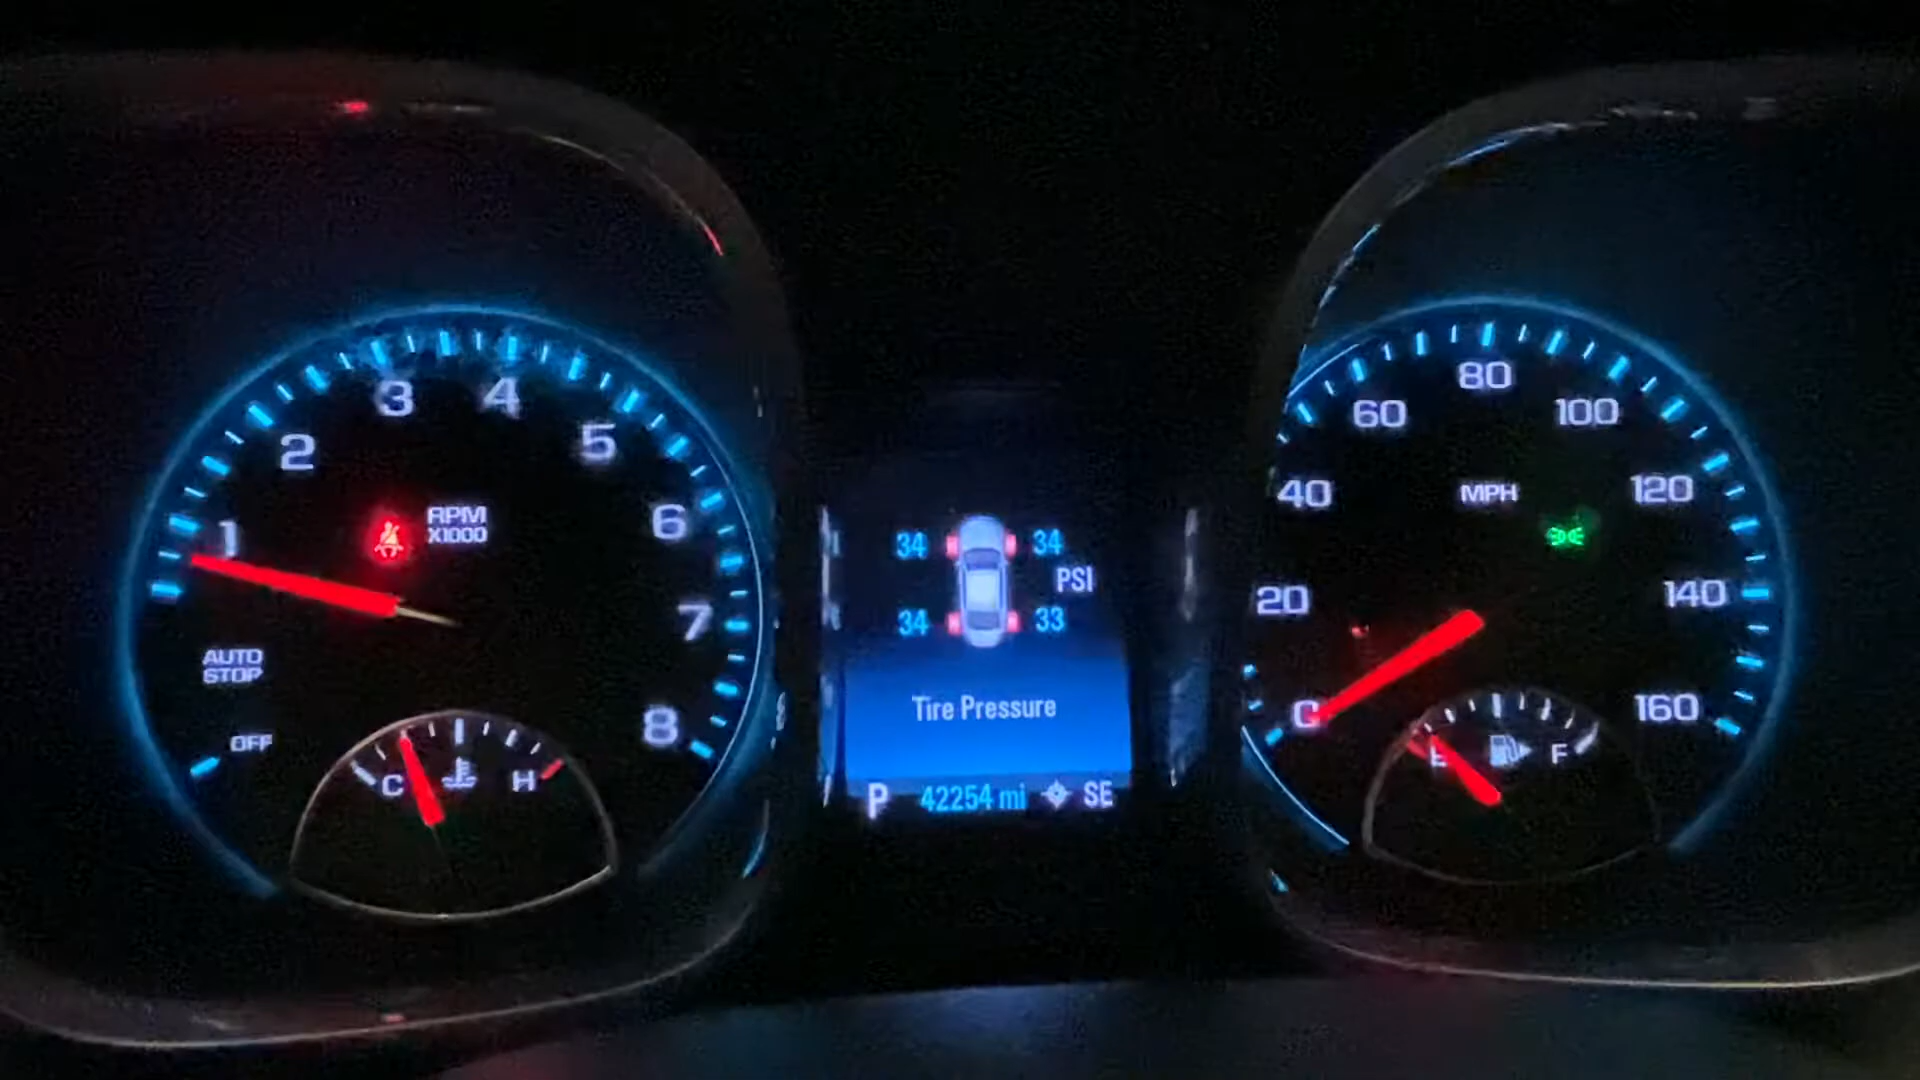 1
2
3
4
5
6
7
8
RPM
X1000
AUTO
STOP
OFF
C
H
34 34
PSI
34 33
Tire Pressure
P 42254 mi SE
20
40
60
80
100
120
140
160
MPH
E
F